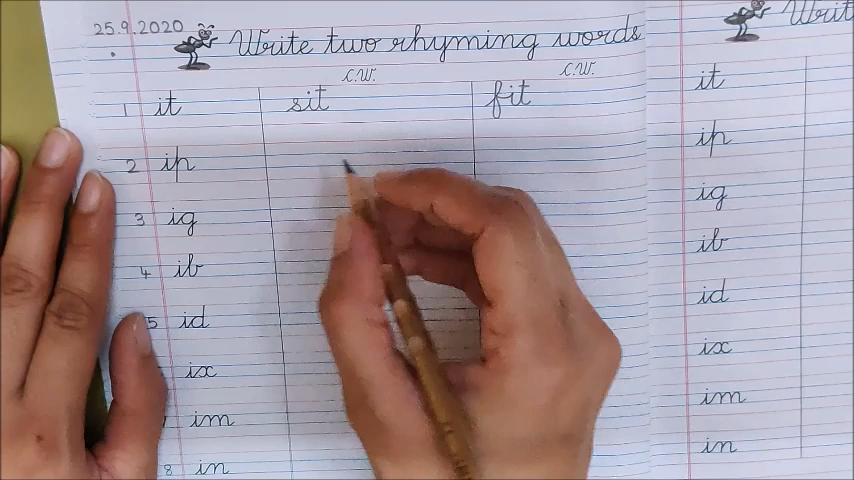 25.9.2020
Write two rhyming words
c.w. c.w.
1 it sit fit
2 ip
3 ig
4 ib
5 id
ix
im
8 in
Writ
it
ip
ig
ib
id
ix
im
in